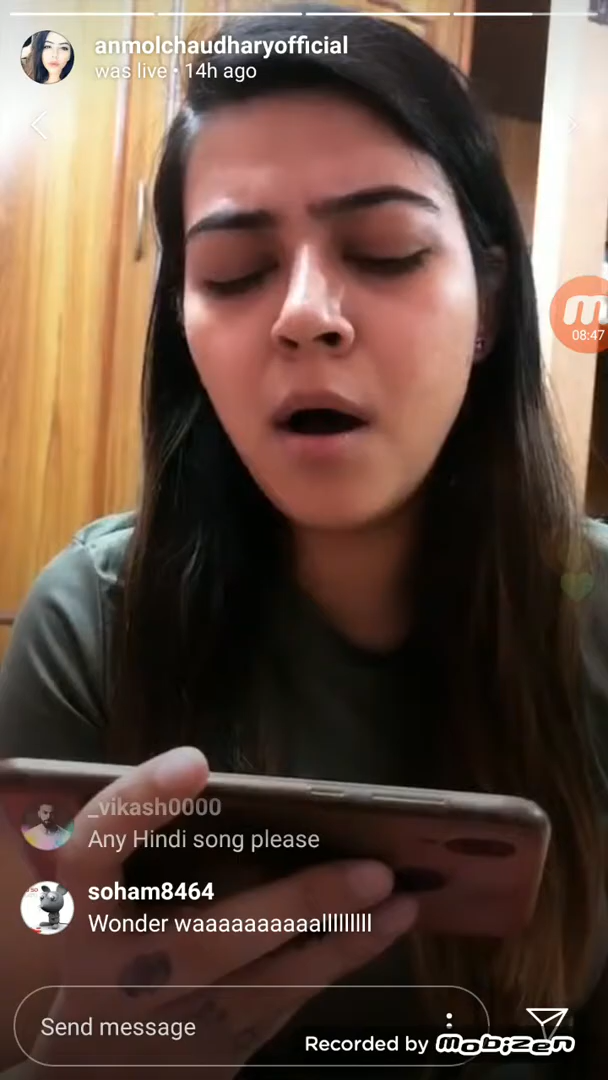 anmolchaudharyofficial
was live • 14h ago
08:47
_vikash0000
Any Hindi song please
soham8464
Wonder waaaaaaaaaalllllllll
Send message
Recorded by mobizen